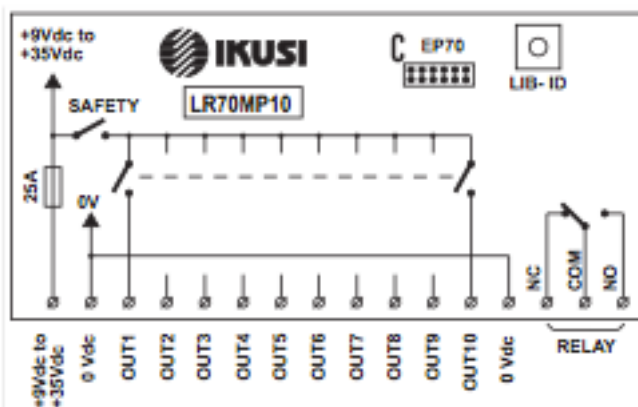 +9Vdc to
+35Vdc
IKUSI
EP70
LIB-ID
SAFETY
LR70MP10
25A
0V
NC
COM
NO
+9Vdc to
+35Vdc
0 Vdc
OUT1
OUT2
OUT3
OUT4
OUT5
OUT6
OUT7
OUT8
OUT9
OUT10
0 Vdc
RELAY